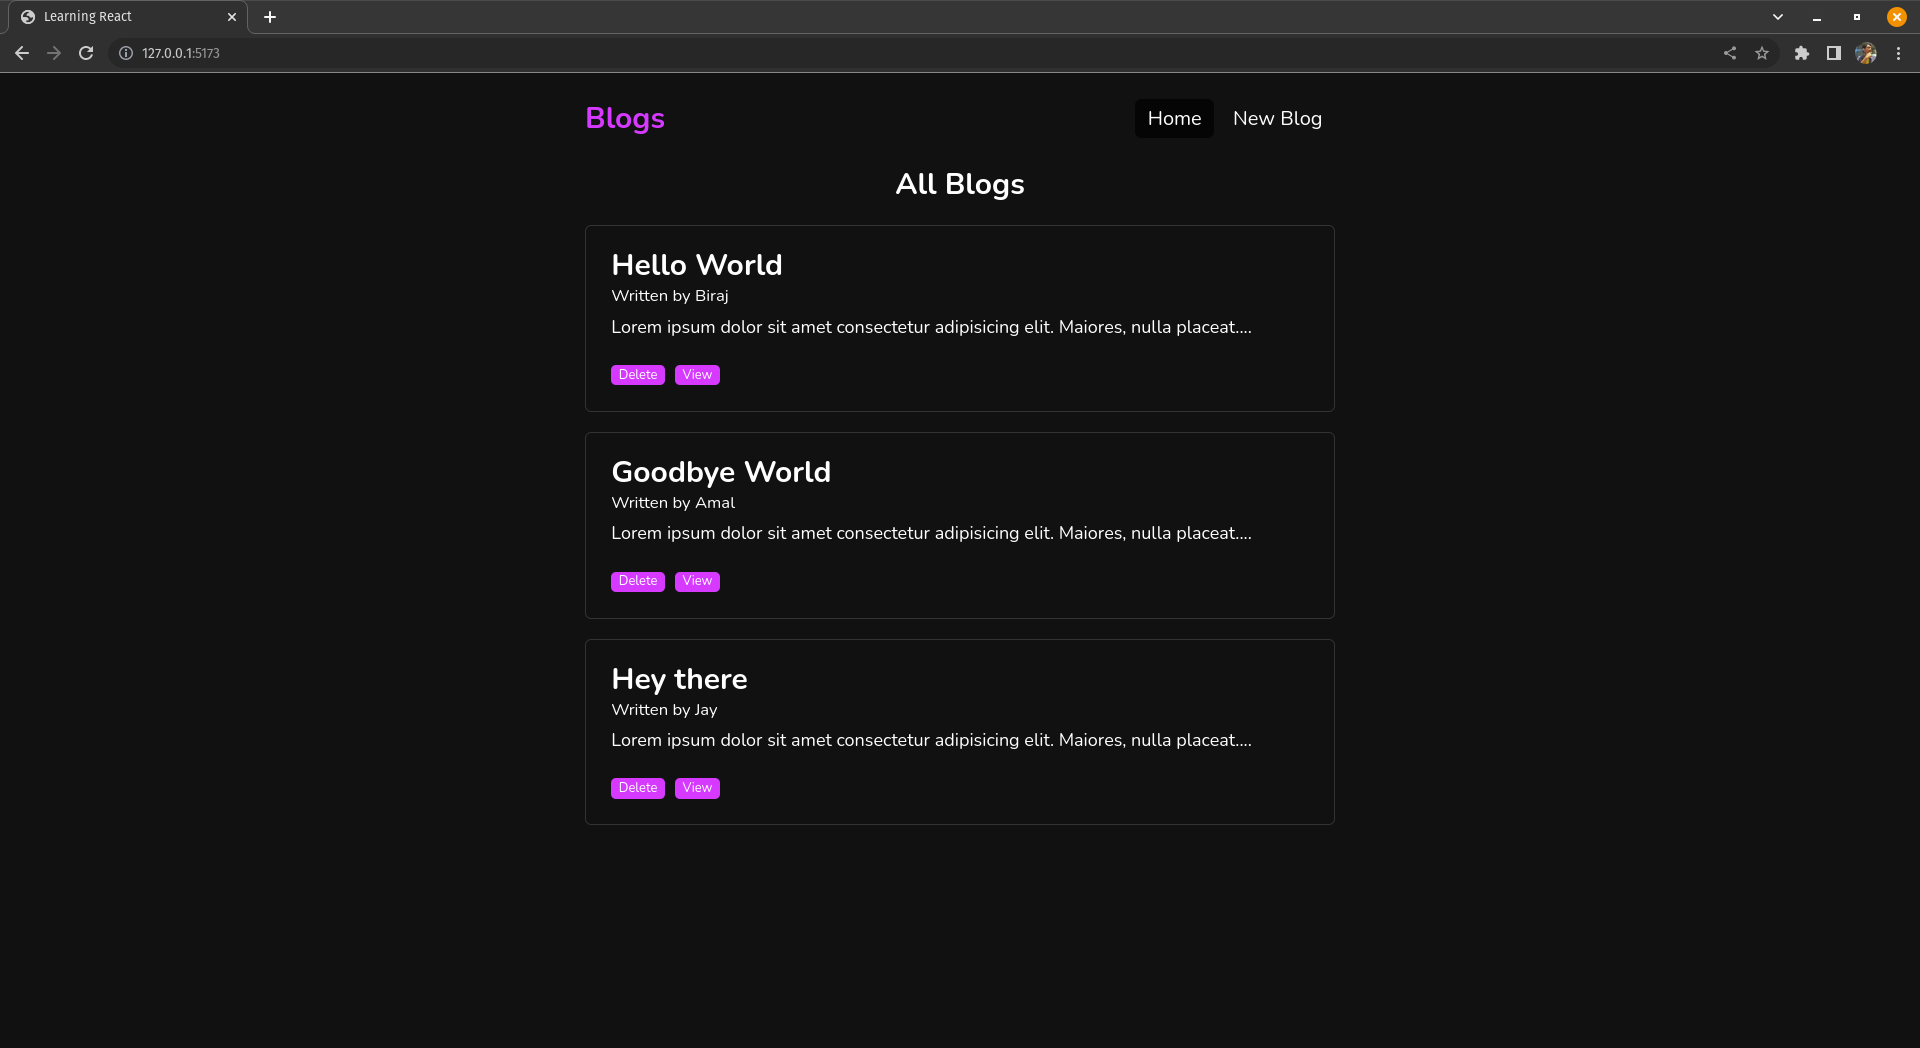 Learning React
127.0.0.1:5173
Blogs
Home
New Blog
All Blogs
Hello World
Written by Biraj
Lorem ipsum dolor sit amet consectetur adipisicing elit. Maiores, nulla placeat....
Delete
View
Goodbye World
Written by Amal
Lorem ipsum dolor sit amet consectetur adipisicing elit. Maiores, nulla placeat....
Delete
View
Hey there
Written by Jay
Lorem ipsum dolor sit amet consectetur adipisicing elit. Maiores, nulla placeat....
Delete
View